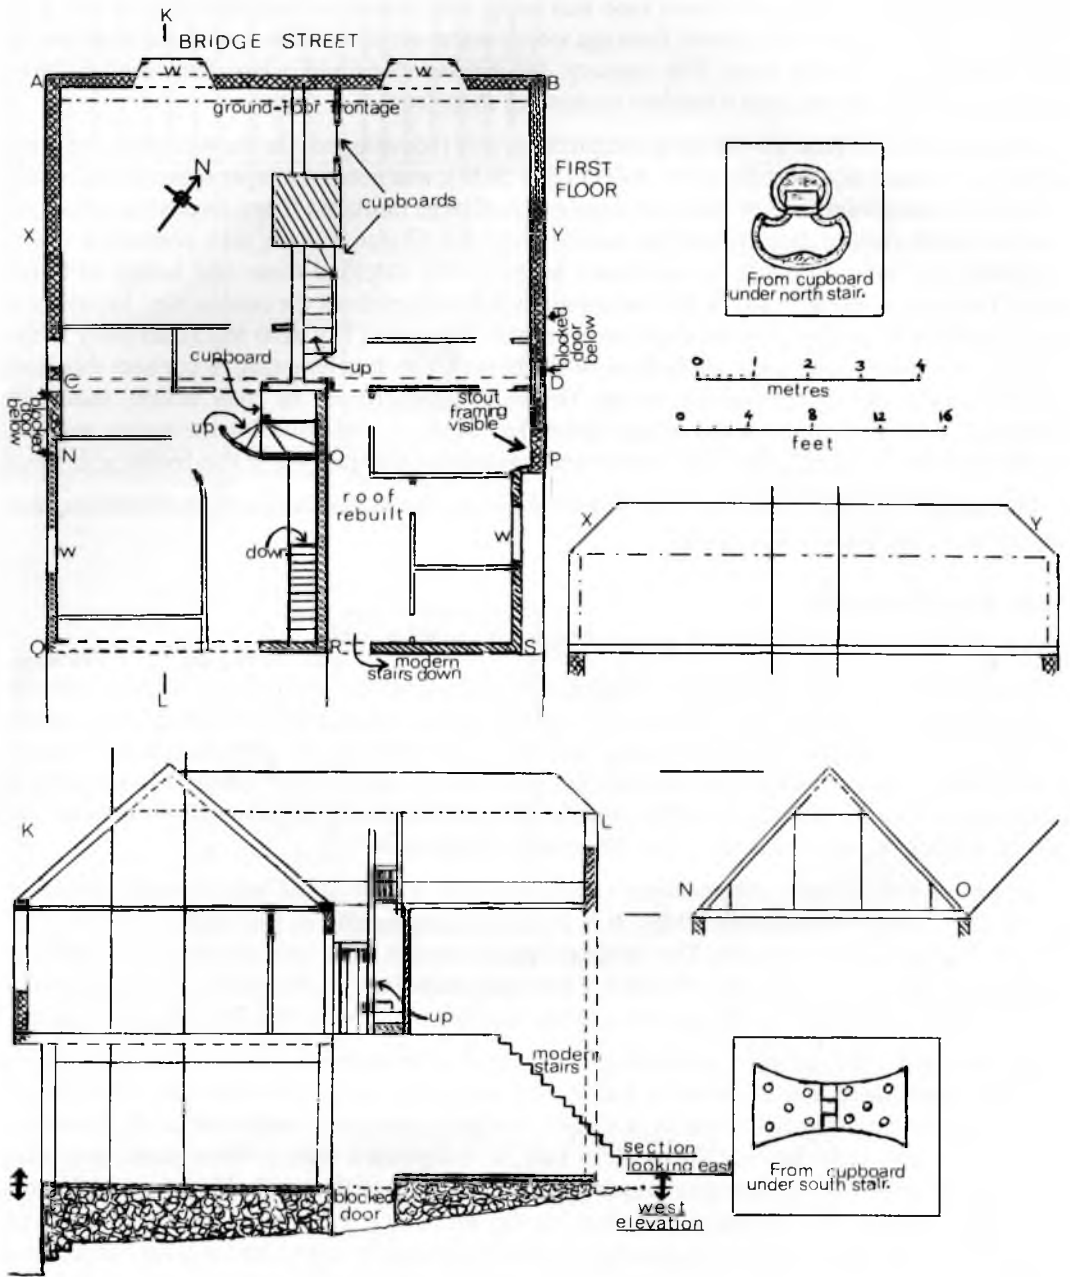 K
BRIDGE STREET
W
W
A
B
ground-floor frontage
N
cupboards
FIRST
FLOOR
X
Y
From cupboard
under north stair.
blocked
door
below
cupboard
up
C
D
0 1 2 3 4
metres
stout
framing
visible
0 4 8 12 16
feet
blocked
door
below
up
N
O
P
roof
rebuilt
W
W
down
X
Y
Q
R
S
modern
stairs down
L
K
L
N
O
up
modern
stairs
section
looking east
blocked
door
west
elevation
From cupboard
under south stair.